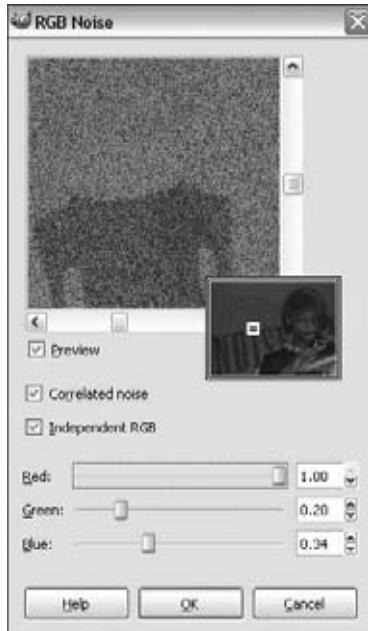 RGB Noise
Preview
Correlated noise
Independent RGB
Red: 1.00
Green: 0.20
Blue: 0.34
Help OK Cancel